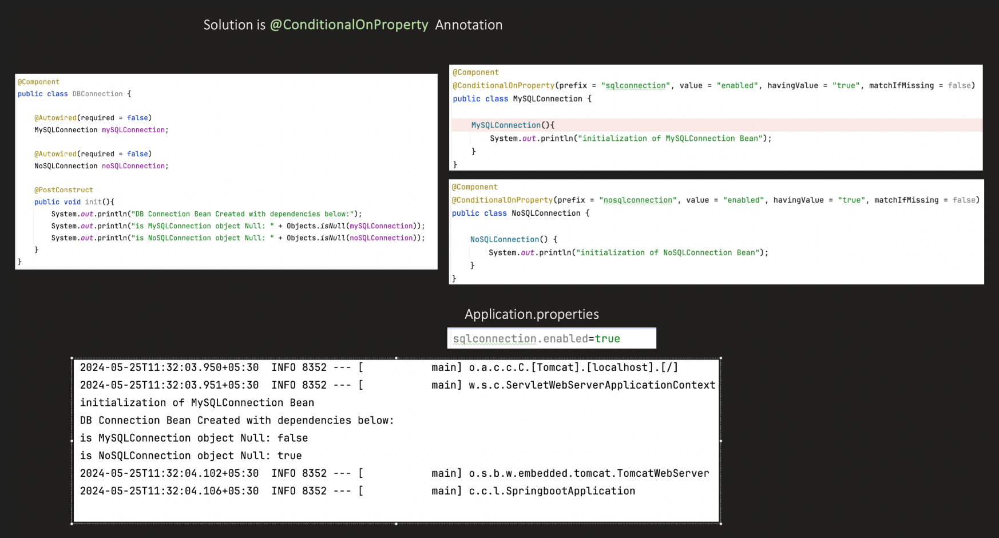 Solution is @ConditionalOnProperty Annotation
@Component
public class DBConnection {
@Autowired(required = false)
MySQLConnection mySQLConnection;
@Autowired(required = false)
NoSQLConnection noSQLConnection;
@PostConstruct
public void init(){
System.out.println("DB Connection Bean Created with dependencies below:");
System.out.println("is MySQLConnection object Null: " + Objects.isNull(mySQLConnection));
System.out.println("is NoSQLConnection object Null: " + Objects.isNull(noSQLConnection));
}
}
@Component
@ConditionalOnProperty(prefix = "sqlconnection", value = "enabled", havingValue = "true", matchIfMissing = false)
public class MySQLConnection {
MySQLConnection(){
System.out.println("initialization of MySQLConnection Bean");
}
}
@Component
@ConditionalOnProperty(prefix = "nosqlconnection", value = "enabled", havingValue = "true", matchIfMissing = false)
public class NoSQLConnection {
NoSQLConnection() {
System.out.println("initialization of NoSQLConnection Bean");
}
}
Application.properties
sqlconnection.enabled=true
2024-05-25T11:32:03.950+05:30  INFO 8352 --- [           main] o.a.c.c.C.[Tomcat].[localhost].[/]
2024-05-25T11:32:03.951+05:30  INFO 8352 --- [           main] w.s.c.ServletWebServerApplicationContext
initialization of MySQLConnection Bean
DB Connection Bean Created with dependencies below:
is MySQLConnection object Null: false
is NoSQLConnection object Null: true
2024-05-25T11:32:04.102+05:30  INFO 8352 --- [           main] o.s.b.w.embedded.tomcat.TomcatWebServer
2024-05-25T11:32:04.106+05:30  INFO 8352 --- [           main] c.c.l.SpringbootApplication